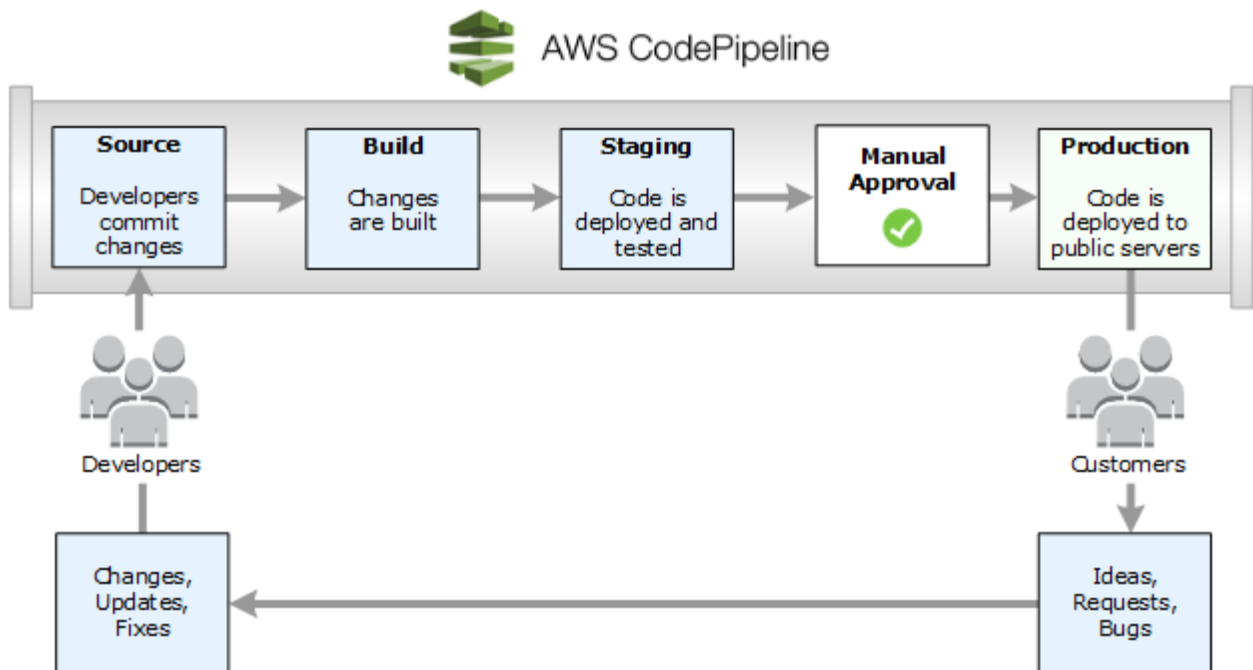 AWS CodePipeline
Source
Developers
commit
changes
Build
Changes
are built
Staging
Code is
deployed and
tested
Manual
Approval
Production
Code is
deployed to
public servers
Developers
Customers
Changes,
Updates,
Fixes
Ideas,
Requests,
Bugs